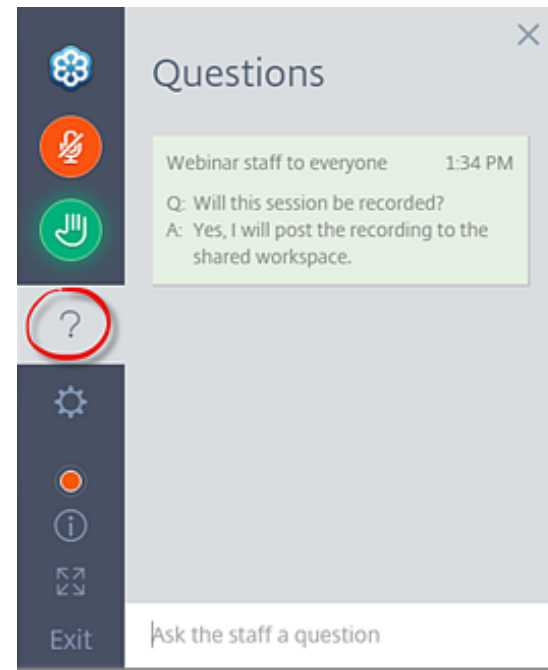 Questions
Webinar staff to everyone 1:34 PM
Q: Will this session be recorded?
A: Yes, I will post the recording to the
shared workspace.
?
Exit
Ask the staff a question